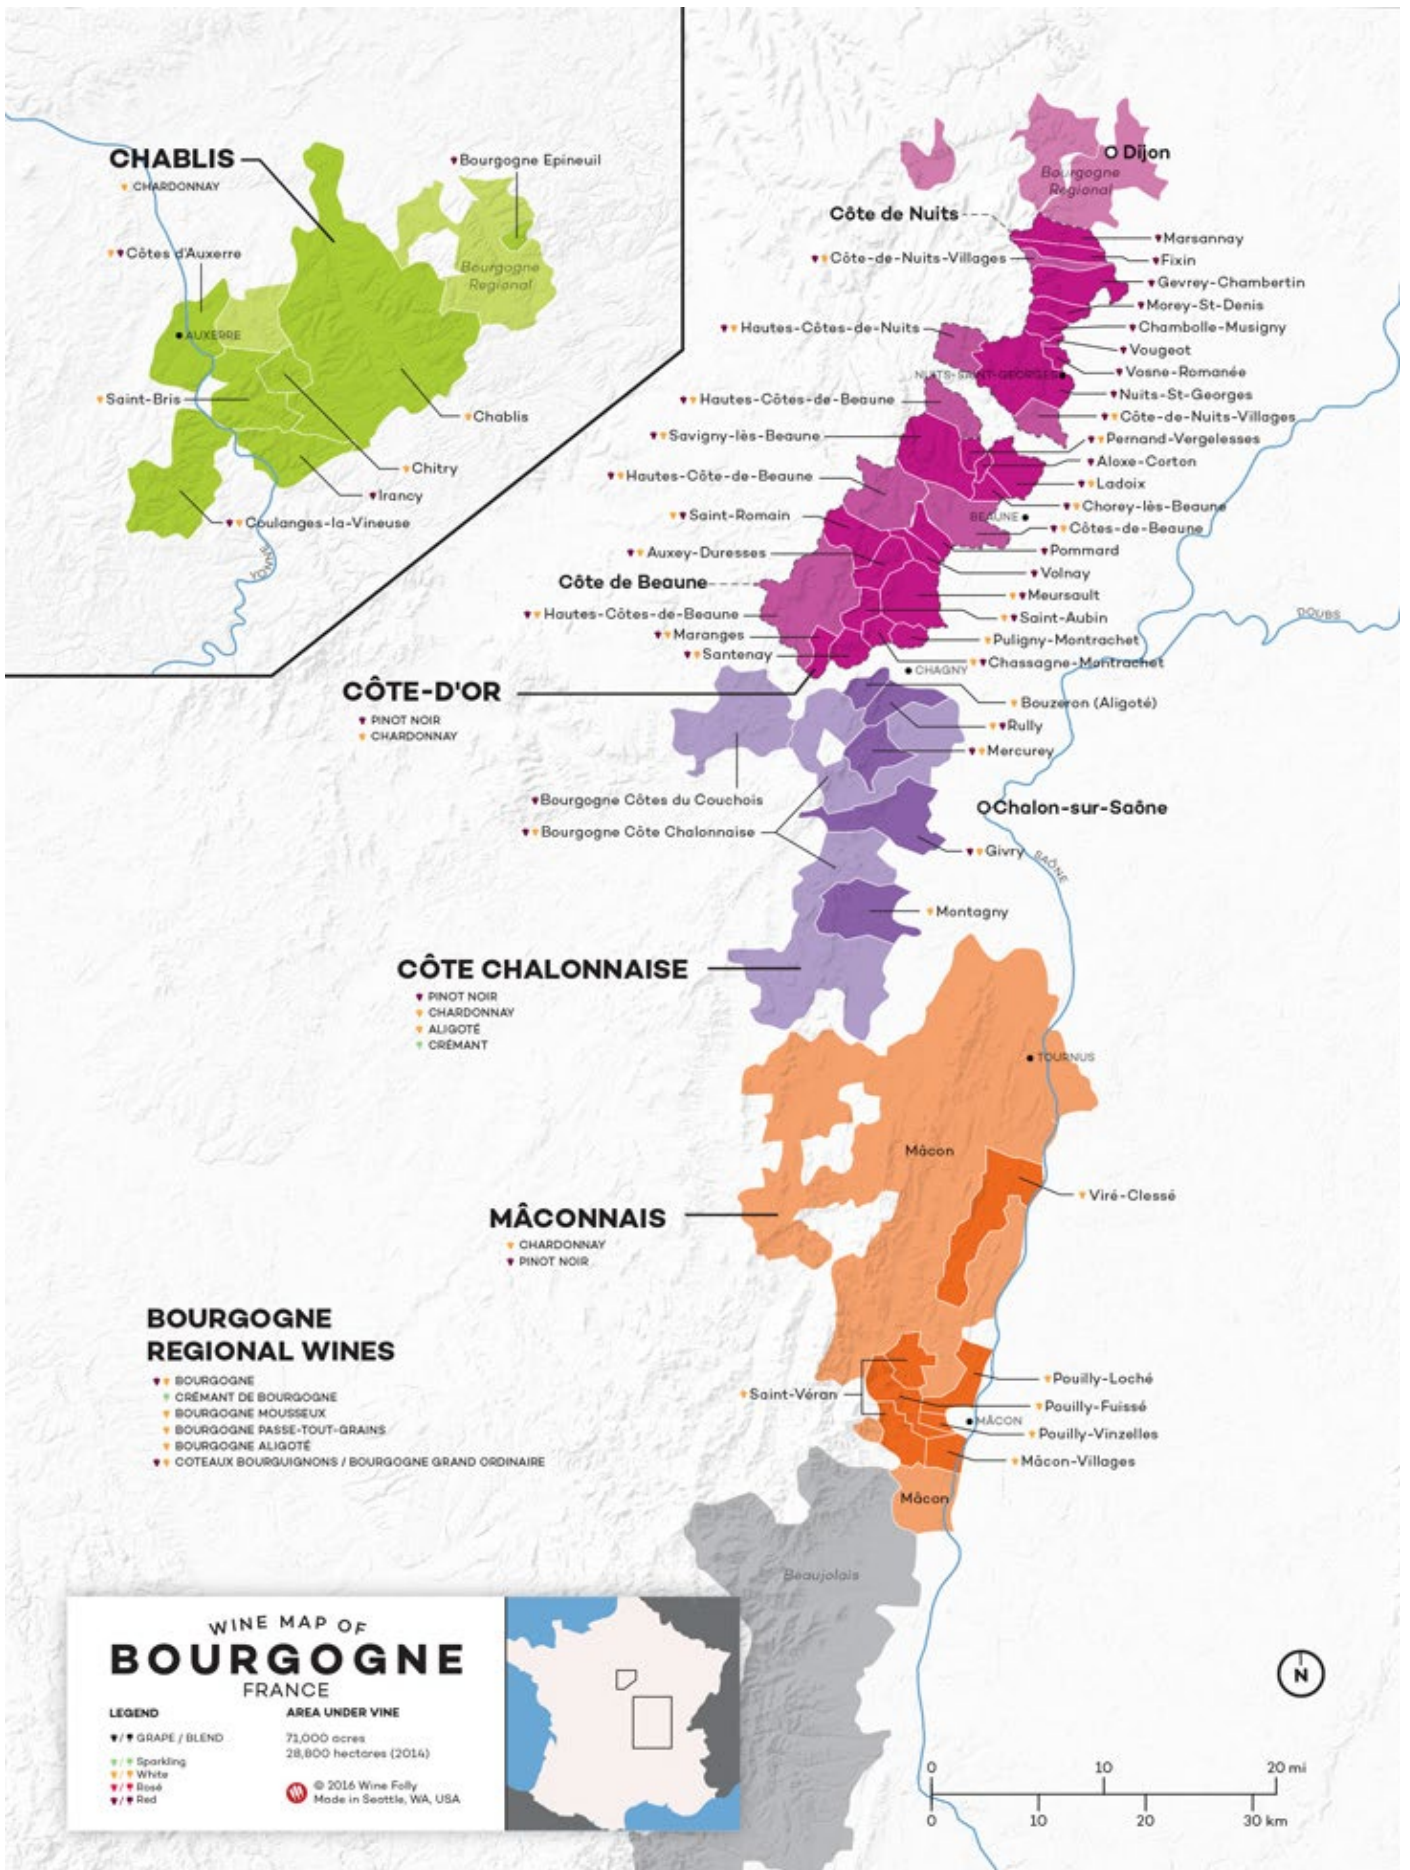 CHABLIS
CHARDONNAY
Bourgogne Epineuil
Côtes d'Auxerre
Bourgogne
Regional
AUXERRE
Saint-Bris
Chablis
Chitry
Irancy
Coulanges-la-Vineuse
YONNE
Dijon
Bourgogne
Regional
Côte de Nuits
Marsannay
Côte-de-Nuits-Villages
Fixin
Gevrey-Chambertin
Morey-St-Denis
Hautes-Côtes-de-Nuits
Chambolle-Musigny
Vougeot
NUITS-SAINT-GEORGES
Vosne-Romanée
Nuits-St-Georges
Hautes-Côtes-de-Beaune
Côte-de-Nuits-Villages
Savigny-lès-Beaune
Pernand-Vergelesses
Aloxe-Corton
Hautes-Côte-de-Beaune
Ladoix
Chorey-lès-Beaune
Saint-Romain
BEAUNE
Côtes-de-Beaune
Auxey-Duresses
Pommard
Volnay
Côte de Beaune
Meursault
Hautes-Côtes-de-Beaune
Saint-Aubin
DOUBS
Maranges
Puligny-Montrachet
Santenay
Chassagne-Montrachet
CHAGNY
CÔTE-D'OR
PINOT NOIR
CHARDONNAY
Bouzeron (Aligoté)
Rully
Mercurey
Bourgogne Côtes du Couchois
Chalon-sur-Saône
Bourgogne Côte Chalonnaise
Givry
SAÔNE
Montagny
CÔTE CHALONNAISE
PINOT NOIR
CHARDONNAY
ALIGOTÉ
CRÉMANT
TOURNUS
Mâcon
Viré-Clessé
MÂCONNAIS
CHARDONNAY
PINOT NOIR
BOURGOGNE
REGIONAL WINES
BOURGOGNE
CRÉMANT DE BOURGOGNE
BOURGOGNE MOUSSEUX
BOURGOGNE PASSE-TOUT-GRAINS
BOURGOGNE ALIGOTÉ
COTEAUX BOURGUIGNONS / BOURGOGNE GRAND ORDINAIRE
Pouilly-Loché
Saint-Véran
Pouilly-Fuissé
MÂCON
Pouilly-Vinzelles
Mâcon-Villages
Mâcon
Beaujolais
WINE MAP OF
BOURGOGNE
FRANCE
LEGEND
GRAPE / BLEND
Sparkling
White
Rosé
Red
AREA UNDER VINE
71,000 acres
28,800 hectares (2014)
© 2016 Wine Folly
Made in Seattle, WA, USA
N
0 10 20 mi
0 10 20 30 km